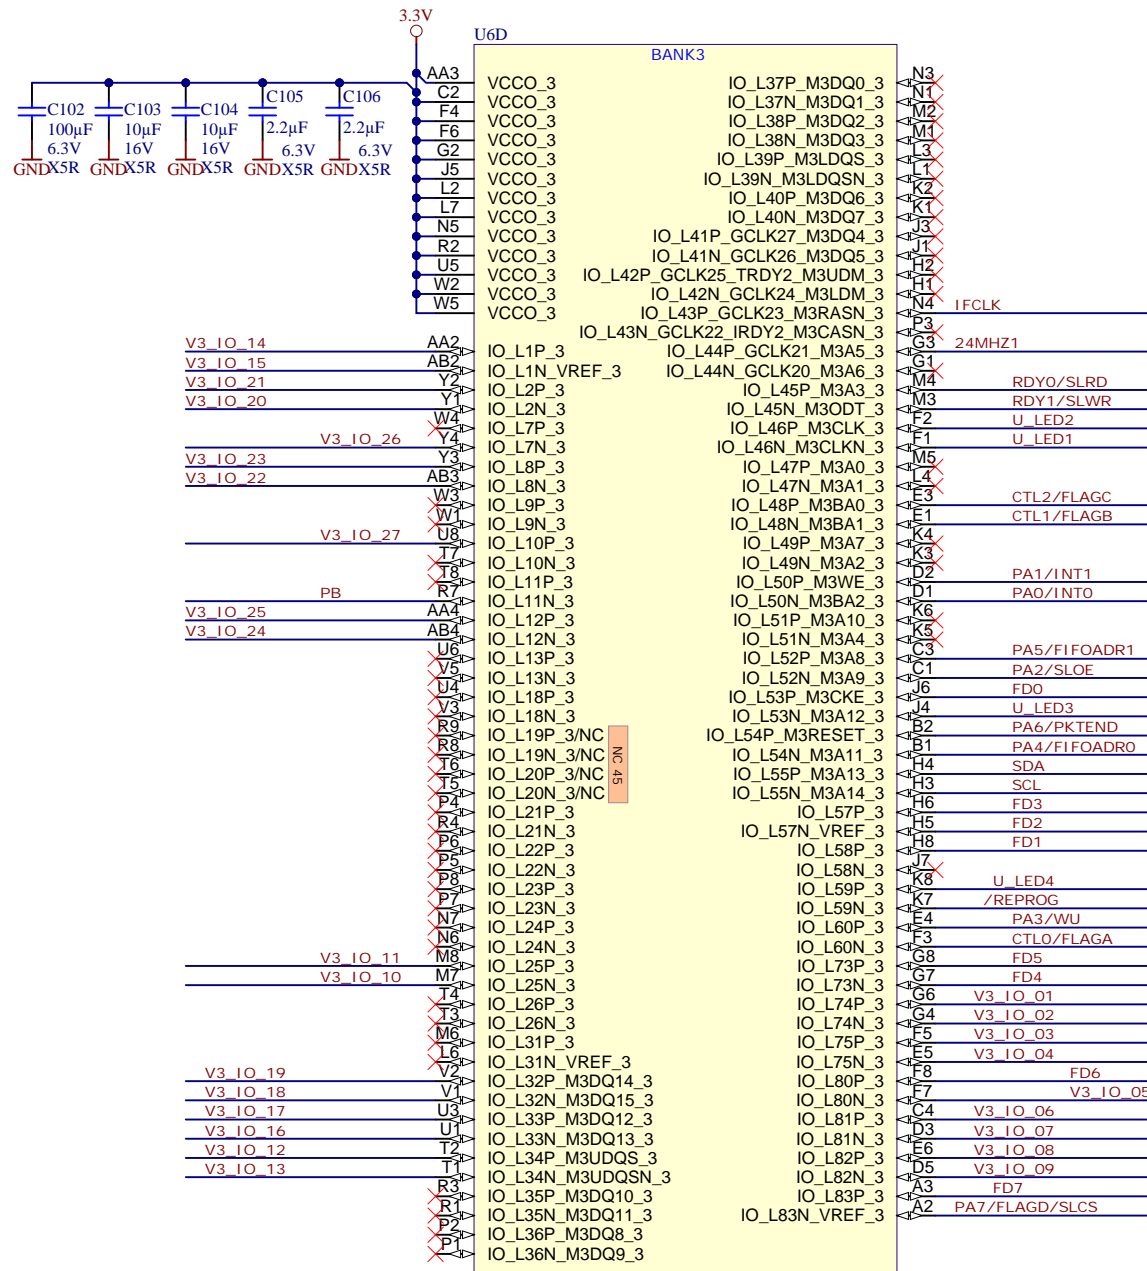 3.3V
U6D
BANK3
C102
100µF
6.3V
X5R
GND
C103
10µF
16V
X5R
GND
C104
10µF
16V
X5R
GND
C105
2.2µF
6.3V
X5R
GND
C106
2.2µF
6.3V
X5R
GND
AA3 VCCO_3
C2 VCCO_3
F4 VCCO_3
F6 VCCO_3
G2 VCCO_3
J5 VCCO_3
L2 VCCO_3
L7 VCCO_3
N5 VCCO_3
R2 VCCO_3
U5 VCCO_3
W2 VCCO_3
W5 VCCO_3
V3_IO_14 AA2 IO_L1P_3
V3_IO_15 AB2 IO_L1N_VREF_3
V3_IO_21 Y2 IO_L2P_3
V3_IO_20 Y1 IO_L2N_3
W4 IO_L7P_3
V3_IO_26 Y4 IO_L7N_3
V3_IO_23 Y3 IO_L8P_3
V3_IO_22 AB3 IO_L8N_3
W3 IO_L9P_3
W1 IO_L9N_3
V3_IO_27 U8 IO_L10P_3
T7 IO_L10N_3
T8 IO_L11P_3
PB R7 IO_L11N_3
V3_IO_25 AA4 IO_L12P_3
V3_IO_24 AB4 IO_L12N_3
U6 IO_L13P_3
V5 IO_L13N_3
U4 IO_L18P_3
V3 IO_L18N_3
R9 IO_L19P_3/NC
R8 IO_L19N_3/NC
T6 IO_L20P_3/NC
T5 IO_L20N_3/NC
NC 45
P4 IO_L21P_3
R4 IO_L21N_3
P6 IO_L22P_3
P5 IO_L22N_3
P8 IO_L23P_3
P7 IO_L23N_3
N7 IO_L24P_3
N6 IO_L24N_3
V3_IO_11 M8 IO_L25P_3
V3_IO_10 M7 IO_L25N_3
T4 IO_L26P_3
T3 IO_L26N_3
M6 IO_L31P_3
L6 IO_L31N_VREF_3
V3_IO_19 V2 IO_L32P_M3DQ14_3
V3_IO_18 V1 IO_L32N_M3DQ15_3
V3_IO_17 U3 IO_L33P_M3DQ12_3
V3_IO_16 U1 IO_L33N_M3DQ13_3
V3_IO_12 T2 IO_L34P_M3UDQS_3
V3_IO_13 T1 IO_L34N_M3UDQSN_3
R3 IO_L35P_M3DQ10_3
R1 IO_L35N_M3DQ11_3
P2 IO_L36P_M3DQ8_3
P1 IO_L36N_M3DQ9_3
IO_L37P_M3DQ0_3 N3
IO_L37N_M3DQ1_3 N1
IO_L38P_M3DQ2_3 M2
IO_L38N_M3DQ3_3 M1
IO_L39P_M3LDQS_3 L3
IO_L39N_M3LDQSN_3 L1
IO_L40P_M3DQ6_3 K2
IO_L40N_M3DQ7_3 K1
IO_L41P_GCLK27_M3DQ4_3 J3
IO_L41N_GCLK26_M3DQ5_3 J1
IO_L42P_GCLK25_TRDY2_M3UDM_3 H2
IO_L42N_GCLK24_M3LDM_3 H1
IO_L43P_GCLK23_M3RASN_3 N4 IFCLK
IO_L43N_GCLK22_IRDY2_M3CASN_3 P3
IO_L44P_GCLK21_M3A5_3 G3 24MHZ1
IO_L44N_GCLK20_M3A6_3 G1
IO_L45P_M3A3_3 M4 RDY0/SLRD
IO_L45N_M3ODT_3 M3 RDY1/SLWR
IO_L46P_M3CLK_3 F2 U_LED2
IO_L46N_M3CLKN_3 F1 U_LED1
IO_L47P_M3A0_3 M5
IO_L47N_M3A1_3 L4
IO_L48P_M3BA0_3 E3 CTL2/FLAGC
IO_L48N_M3BA1_3 E1 CTL1/FLAGB
IO_L49P_M3A7_3 K4
IO_L49N_M3A2_3 K3
IO_L50P_M3WE_3 D2 PA1/INT1
IO_L50N_M3BA2_3 D1 PA0/INT0
IO_L51P_M3A10_3 K6
IO_L51N_M3A4_3 K5
IO_L52P_M3A8_3 C3 PA5/FIFOADR1
IO_L52N_M3A9_3 C1 PA2/SLOE
IO_L53P_M3CKE_3 J6 FD0
IO_L53N_M3A12_3 J4 U_LED3
IO_L54P_M3RESET_3 B2 PA6/PKTEND
IO_L54N_M3A11_3 B1 PA4/FIFOADR0
IO_L55P_M3A13_3 H4 SDA
IO_L55N_M3A14_3 H3 SCL
IO_L57P_3 H6 FD3
IO_L57N_VREF_3 H5 FD2
IO_L58P_3 H8 FD1
IO_L58N_3 J7
IO_L59P_3 K8 U_LED4
IO_L59N_3 K7 /REPROG
IO_L60P_3 E4 PA3/WU
IO_L60N_3 F3 CTL0/FLAGA
IO_L73P_3 G8 FD5
IO_L73N_3 G7 FD4
IO_L74P_3 G6 V3_IO_01
IO_L74N_3 G4 V3_IO_02
IO_L75P_3 F5 V3_IO_03
IO_L75N_3 E5 V3_IO_04
IO_L80P_3 F8 FD6
IO_L80N_3 F7 V3_IO_05
IO_L81P_3 C4 V3_IO_06
IO_L81N_3 D3 V3_IO_07
IO_L82P_3 E6 V3_IO_08
IO_L82N_3 D5 V3_IO_09
IO_L83P_3 A3 FD7
IO_L83N_VREF_3 A2 PA7/FLAGD/SLCS